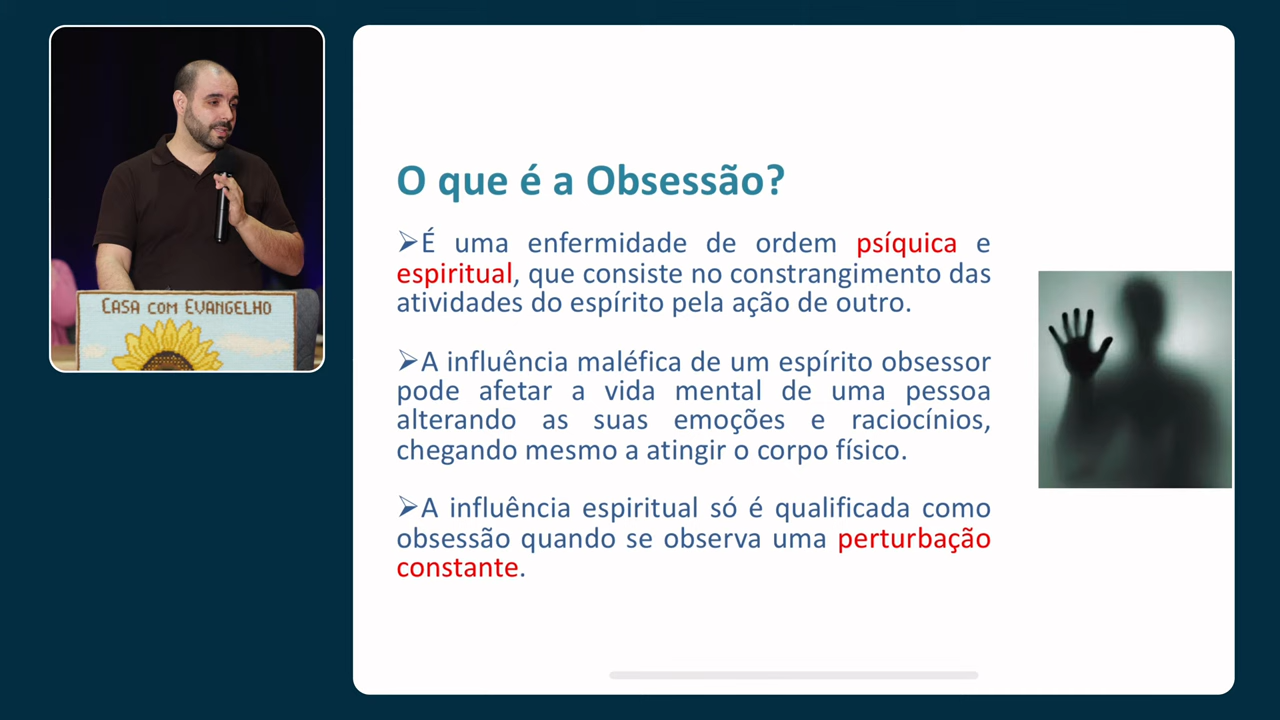 CASA COM EVANGELHO
O que é a Obsessão?
➢É uma enfermidade de ordem psíquica e
espiritual, que consiste no constrangimento das
atividades do espírito pela ação de outro.
➢A influência maléfica de um espírito obsessor
pode afetar a vida mental de uma pessoa
alterando as suas emoções e raciocínios,
chegando mesmo a atingir o corpo físico.
➢A influência espiritual só é qualificada como
obsessão quando se observa uma perturbação
constante.